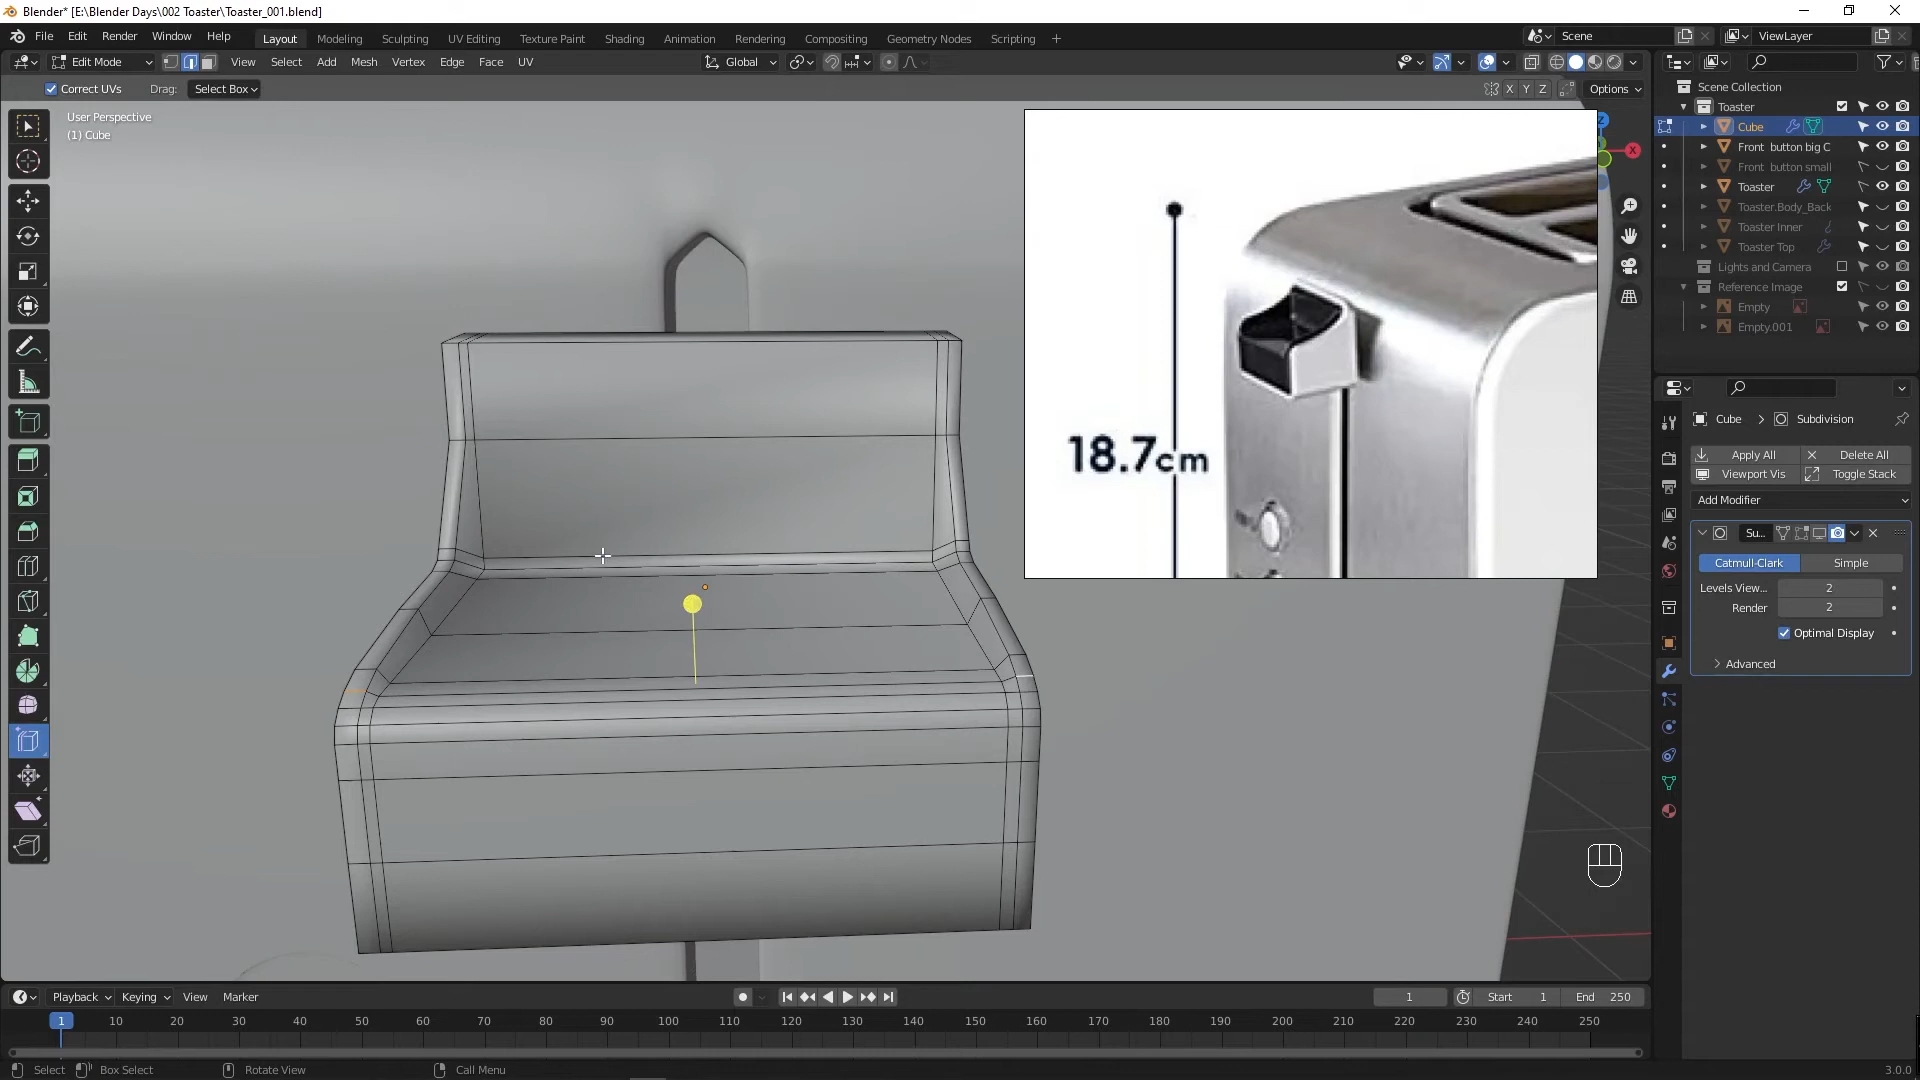 Blender* [E:\Blender Days\002 Toaster\Toaster_001.blend]
File Edit Render Window Help Layout Modeling Sculpting UV Editing Texture Paint Shading Animation Rendering Compositing Geometry Nodes Scripting + Scene ViewLayer
Edit Mode View Select Add Mesh Vertex Edge Face UV Global
Correct UVs Drag: Select Box X Y Z Options
User Perspective
(1) Cube
Z
X
18.7cm
Scene Collection
Toaster
Cube
Front button big C
Front button small
Toaster
Toaster.Body_Back
Toaster Inner
Toaster Top
Lights and Camera
Reference Image
Empty
Empty.001
Cube > Subdivision
Apply All Delete All
Viewport Vis Toggle Stack
Add Modifier
Su...
Catmull-Clark Simple
Levels View... 2
Render 2
Optimal Display
Advanced
Playback Keying View Marker 1 Start 1 End 250
1 10 20 30 40 50 60 70 80 90 100 110 120 130 140 150 160 170 180 190 200 210 220 230 240 250
Select Box Select Rotate View Call Menu 3.0.0